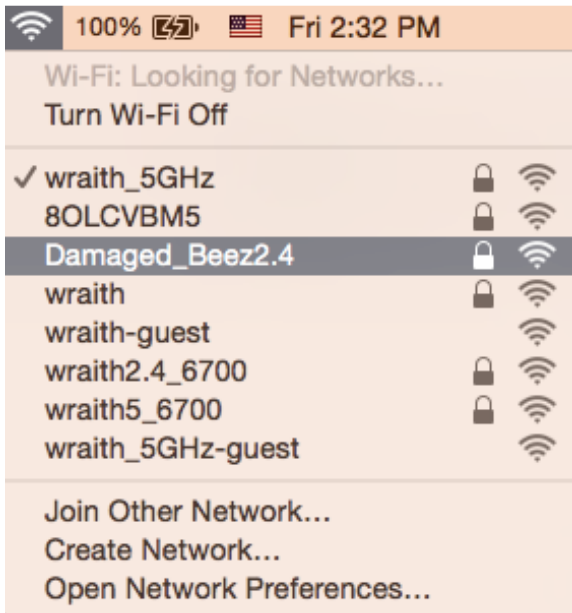 100% Fri 2:32 PM
Wi-Fi: Looking for Networks...
Turn Wi-Fi Off
wraith_5GHz
8OLCVBM5
Damaged_Beez2.4
wraith
wraith-guest
wraith2.4_6700
wraith5_6700
wraith_5GHz-guest
Join Other Network...
Create Network...
Open Network Preferences...